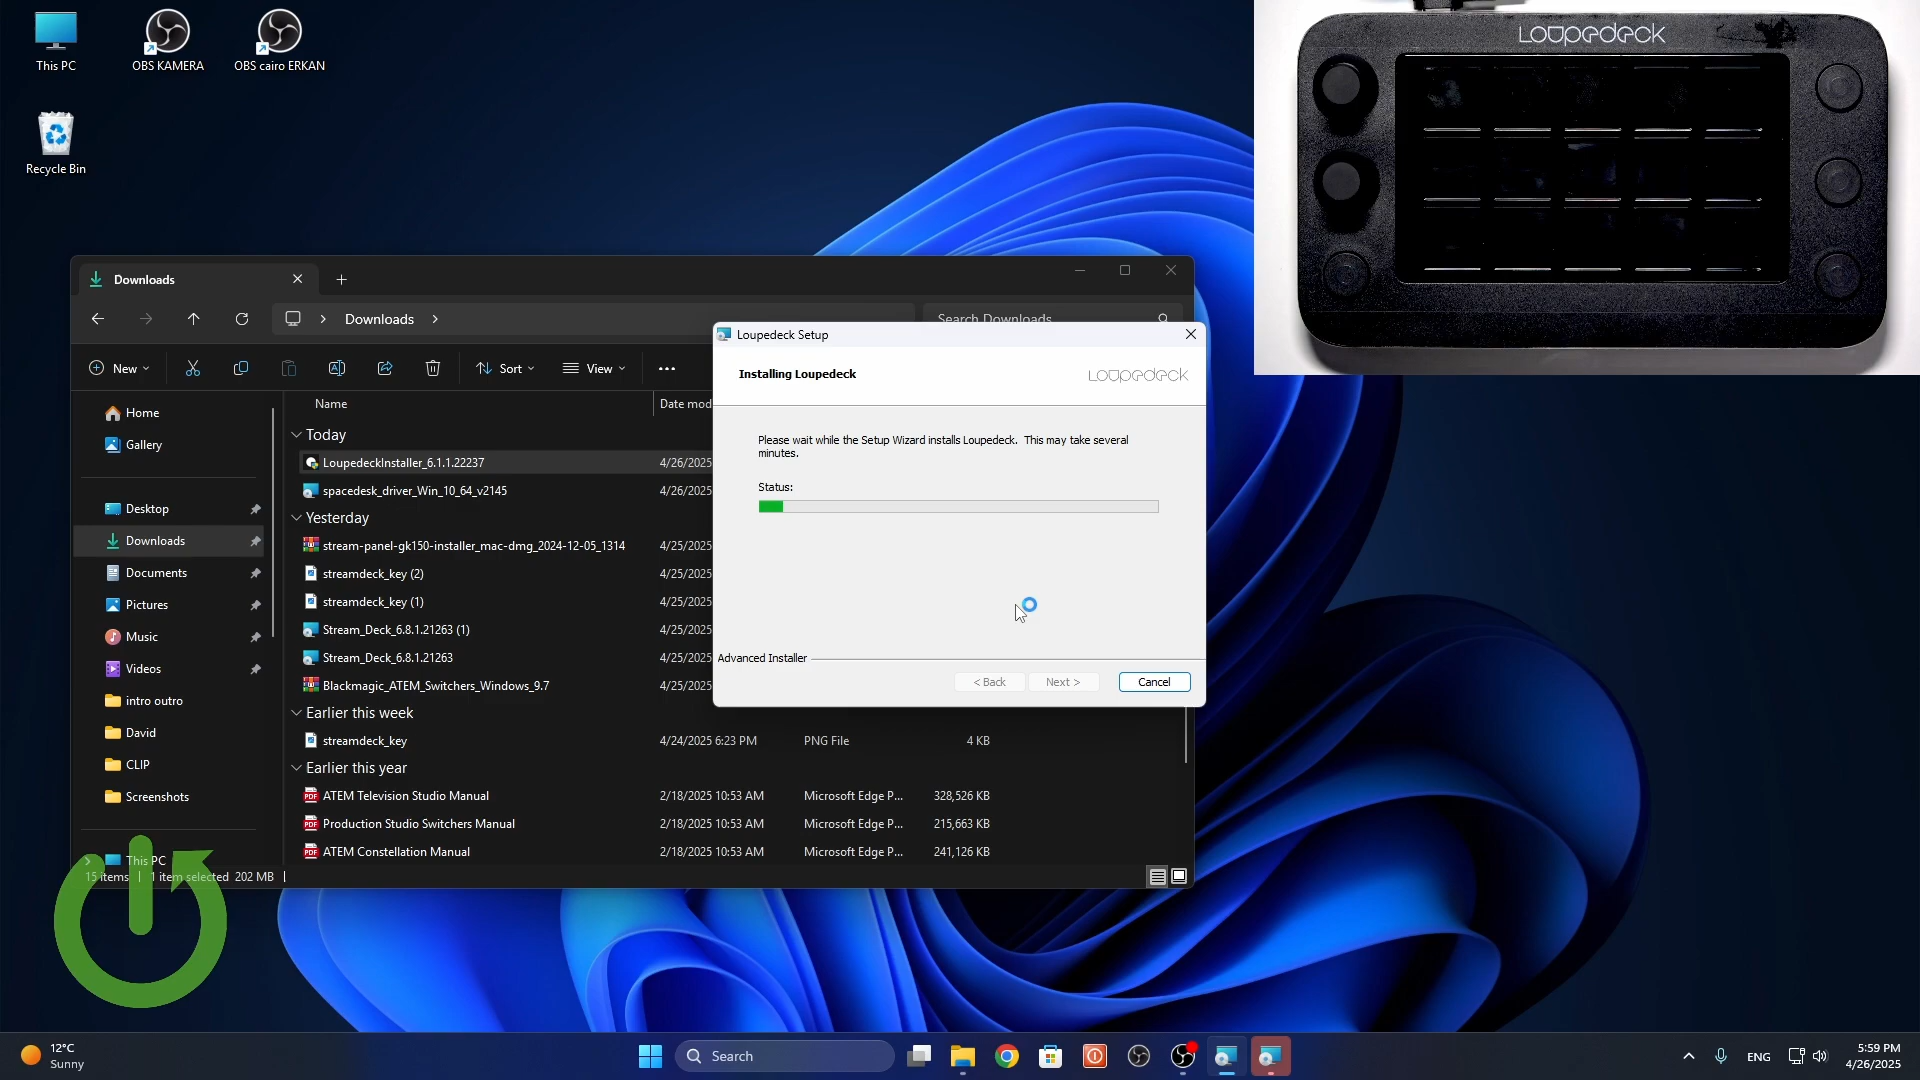 This PC
OBS KAMERA
OBS cairo ERKAN
Recycle Bin
Loupedeck
Downloads
Downloads
Search Downloads
New
Sort
View
Home
Gallery
Desktop
Downloads
Documents
Pictures
Music
Videos
intro outro
David
CLIP
Screenshots
This PC
Name
Date mod
Today
LoupedeckInstaller_6.1.1.22237 4/26/2025
spacedesk_driver_Win_10_64_v2145 4/26/2025
Yesterday
stream-panel-gk150-installer_mac-dmg_2024-12-05_1314 4/25/2025
streamdeck_key (2) 4/25/2025
streamdeck_key (1) 4/25/2025
Stream_Deck_6.8.1.21263 (1) 4/25/2025
Stream_Deck_6.8.1.21263 4/25/2025
Blackmagic_ATEM_Switchers_Windows_9.7 4/25/2025
Earlier this week
streamdeck_key 4/24/2025 6:23 PM PNG File 4 KB
Earlier this year
ATEM Television Studio Manual 2/18/2025 10:53 AM Microsoft Edge P... 328,526 KB
Production Studio Switchers Manual 2/18/2025 10:53 AM Microsoft Edge P... 215,663 KB
ATEM Constellation Manual 2/18/2025 10:53 AM Microsoft Edge P... 241,126 KB
15 items 1 item selected 202 MB
Loupedeck Setup
Installing Loupedeck
Loupedeck
Please wait while the Setup Wizard installs Loupedeck. This may take several
minutes.
Status:
Advanced Installer
< Back
Next >
Cancel
12°C
Sunny
Search
ENG
5:59 PM
4/26/2025